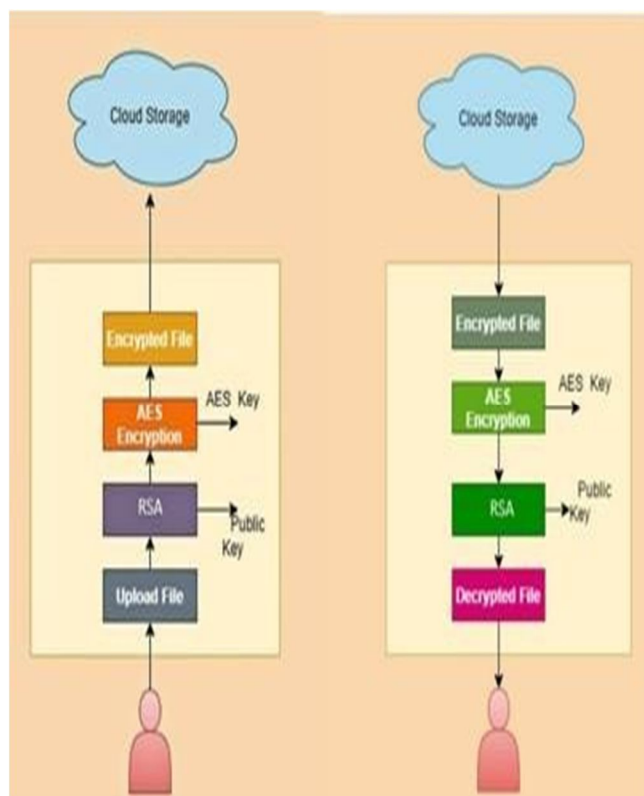 Cloud Storage
Encrypted File
AES
Encryption
AES Key
RSA
Public
Key
Upload File
Cloud Storage
Encrypted File
AES
Encryption
AES Key
RSA
Public
Key
Decrypted File